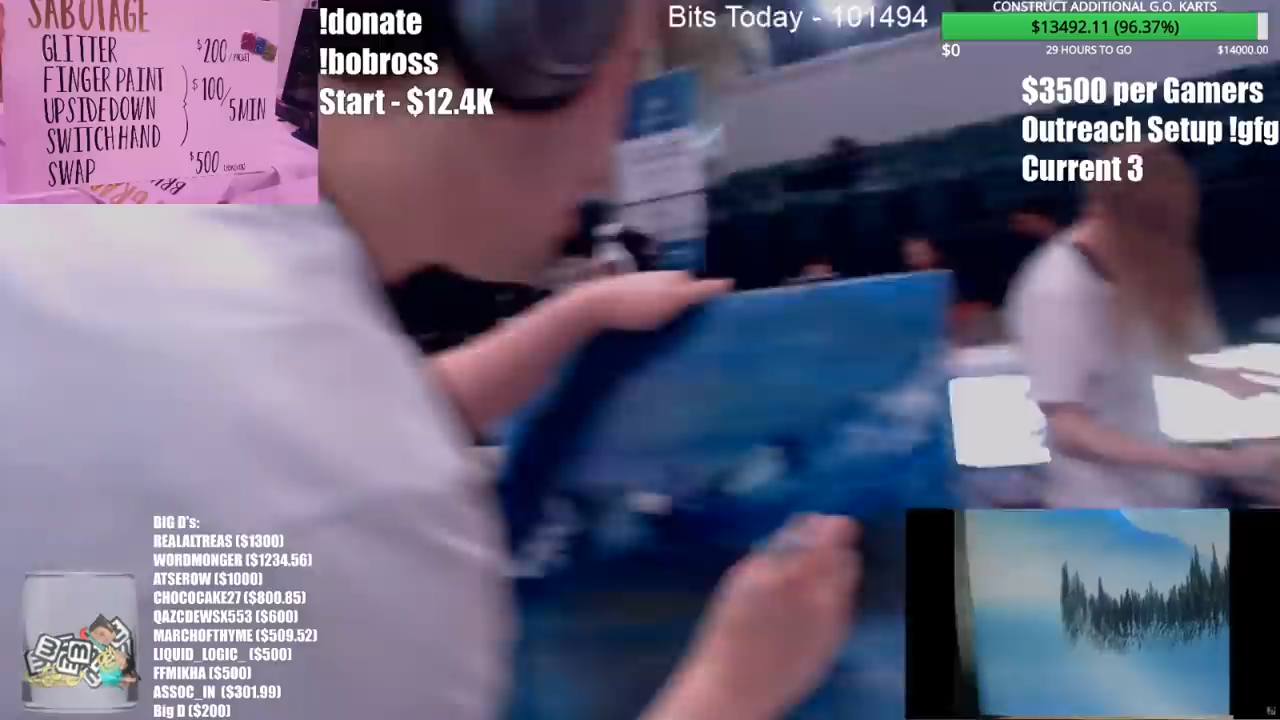 SABOTAGE
GLITTER $200/PACKET
FINGER PAINT
UPSIDEDOWN $100/5MIN
SWITCH HAND
SWAP $500
!donate
!bobross
Start - $12.4K
Bits Today - 101494
CONSTRUCT ADDITIONAL G.O. KARTS
$13492.11 (96.37%)
$0 29 HOURS TO GO $14000.00
$3500 per Gamers
Outreach Setup !gfg
Current 3
BIG D's:
REALALTREAS ($1300)
WORDMONGER ($1234.56)
ATSEROW ($1000)
CHOCOCAKE27 ($800.85)
QAZCDEWSX553 ($600)
MARCHOFTHYME ($509.52)
LIQUID_LOGIC_ ($500)
FFMIKHA ($500)
ASSOC_IN ($301.99)
Big D ($200)